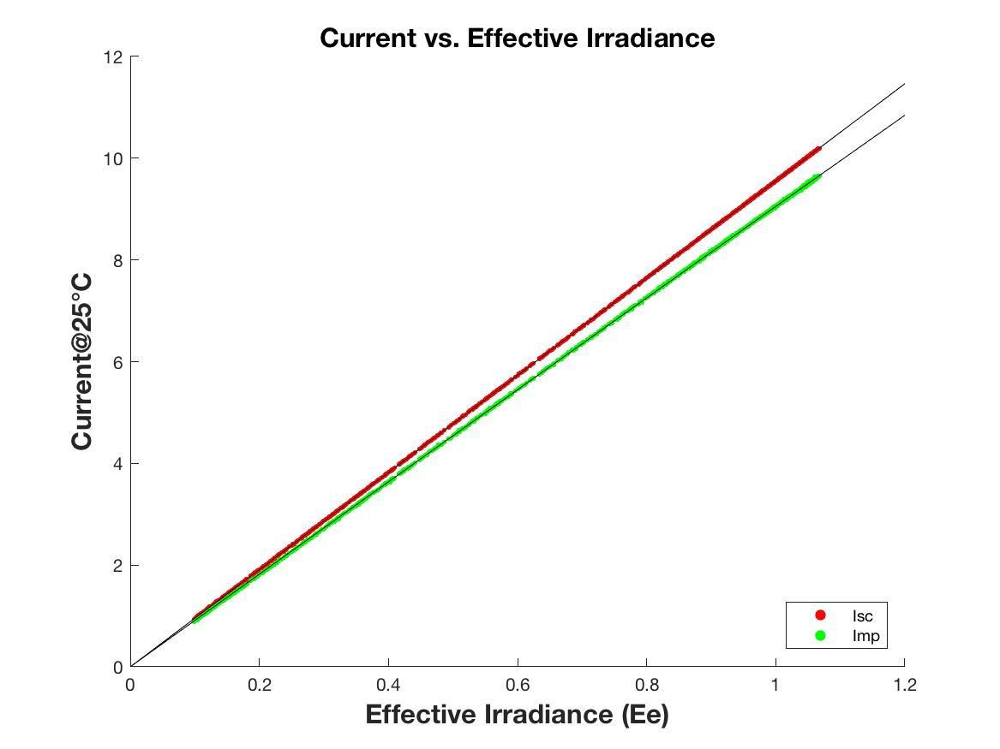 Current vs. Effective Irradiance
12
10
8
6
4
2
0
Current@25°C
0
0.2
0.4
0.6
0.8
1
1.2
Effective Irradiance (Ee)
Isc
Imp